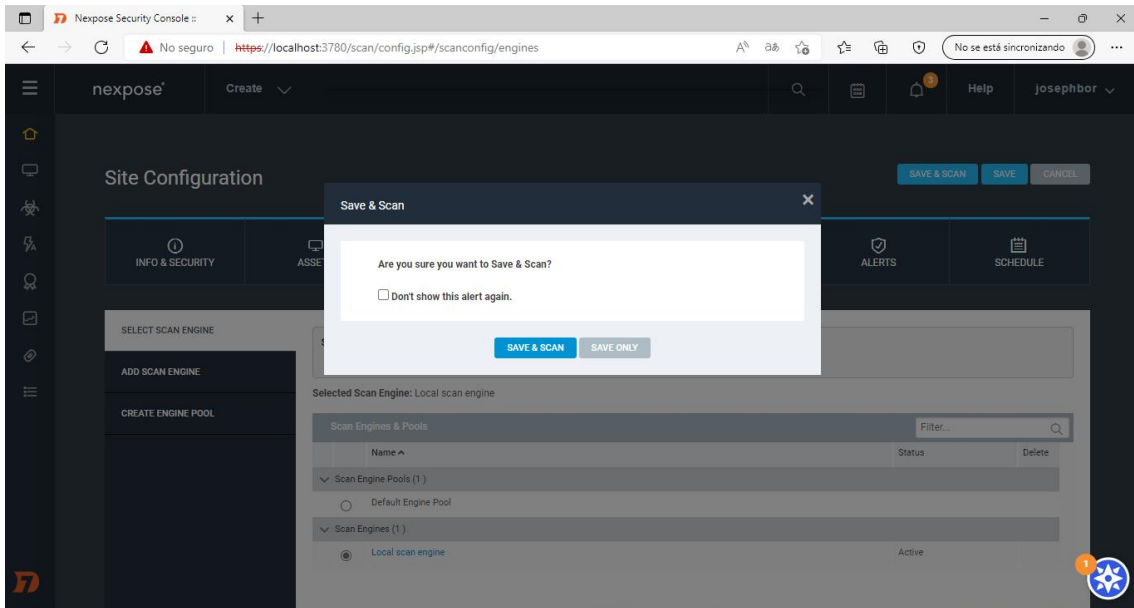 Nexpose Security Console ::
No seguro | https://localhost:3780/scan/config.jsp#/scanconfig/engines
No se está sincronizando
nexpose
Create
3
Help
josephbor
Site Configuration
SAVE & SCAN
SAVE
CANCEL
Save & Scan
INFO & SECURITY
ASSE
ALERTS
SCHEDULE
Are you sure you want to Save & Scan?
Don't show this alert again.
SAVE & SCAN
SAVE ONLY
SELECT SCAN ENGINE
ADD SCAN ENGINE
CREATE ENGINE POOL
Selected Scan Engine: Local scan engine
Scan Engines & Pools
Filter...
Name
Status
Delete
Scan Engine Pools (1 )
Default Engine Pool
Scan Engines (1 )
Local scan engine
Active
1